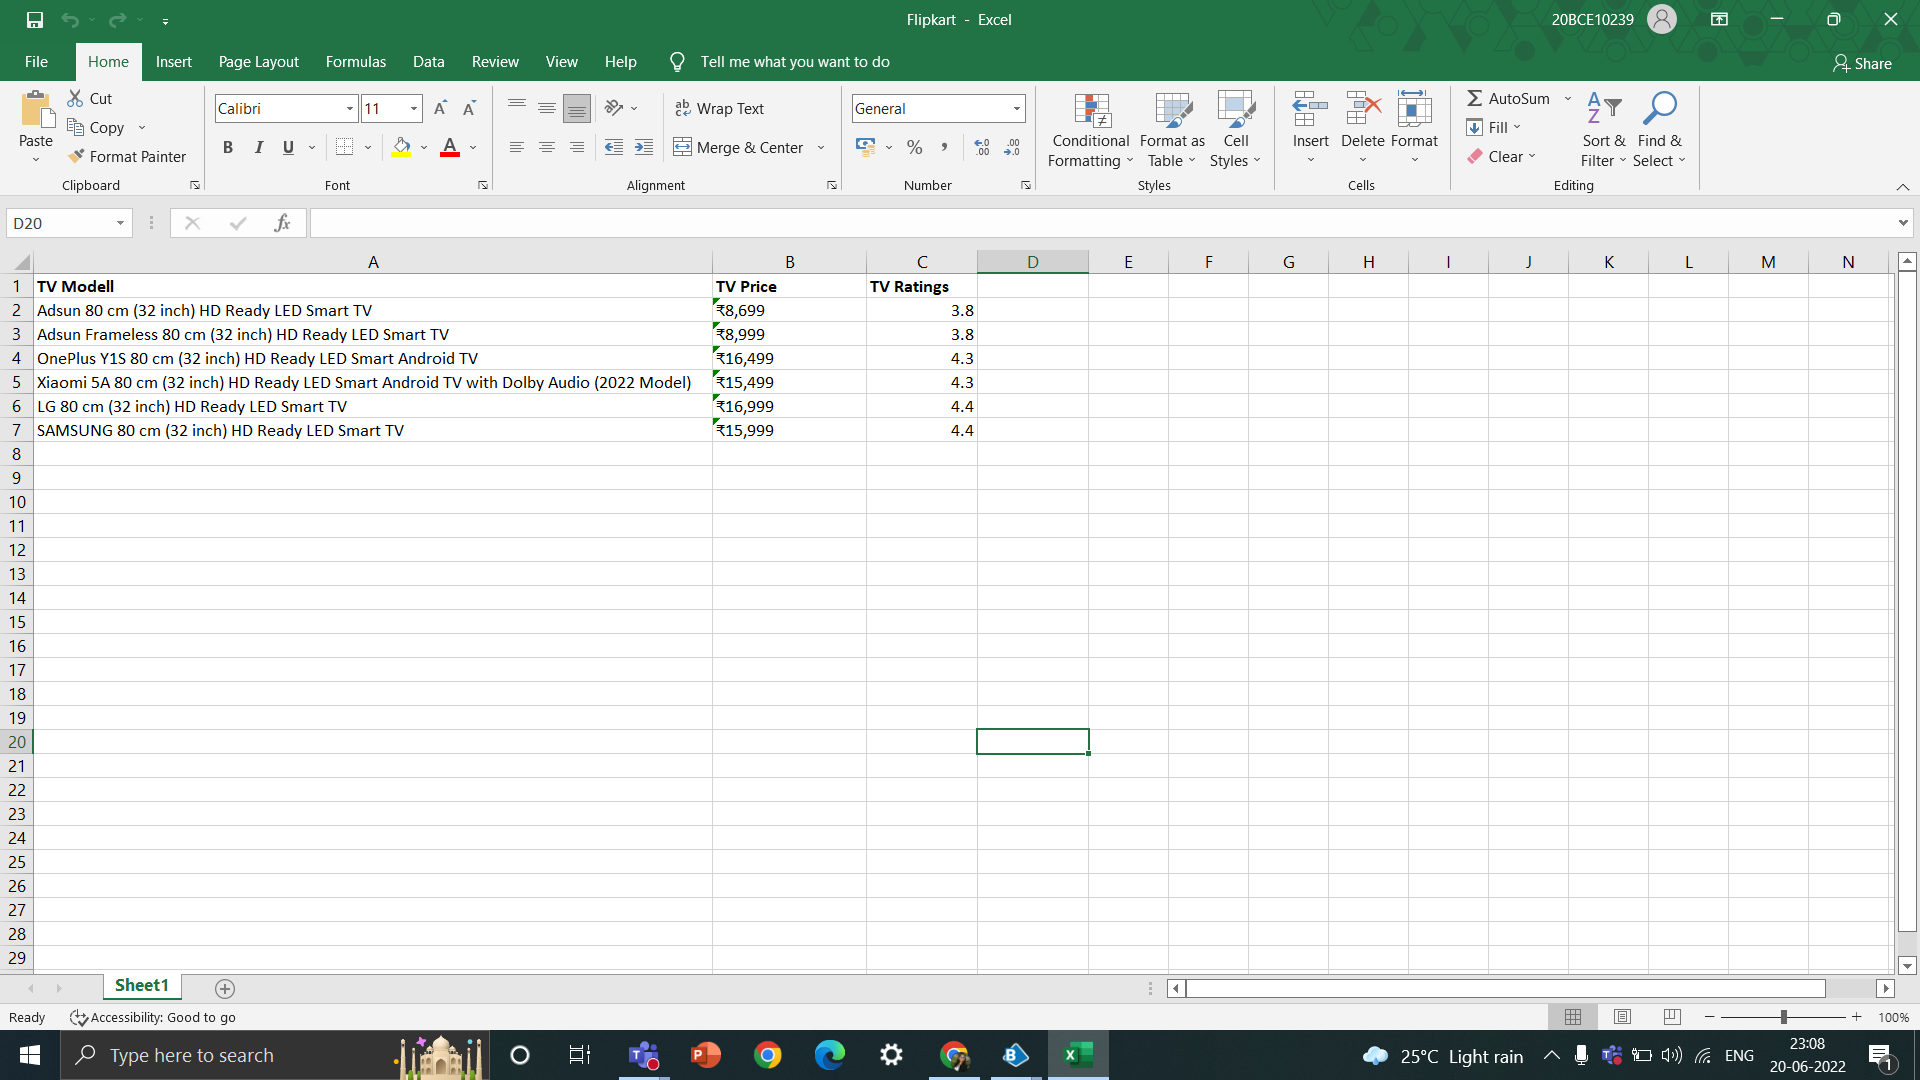 Flipkart - Excel
20BCE10239
File Home Insert Page Layout Formulas Data Review View Help Tell me what you want to do Share
Paste
Cut
Copy
Format Painter
Clipboard
Calibri 11
B I U
Font
Wrap Text
Merge & Center
Alignment
General
Number
Conditional Formatting
Format as Table
Cell Styles
Styles
Insert Delete Format
Cells
AutoSum
Fill
Clear
Sort & Filter
Find & Select
Editing
D20 fx
A B C D E F G H I J K L M N
1 TV Modell TV Price TV Ratings
2 Adsun 80 cm (32 inch) HD Ready LED Smart TV ₹8,699 3.8
3 Adsun Frameless 80 cm (32 inch) HD Ready LED Smart TV ₹8,999 3.8
4 OnePlus Y1S 80 cm (32 inch) HD Ready LED Smart Android TV ₹16,499 4.3
5 Xiaomi 5A 80 cm (32 inch) HD Ready LED Smart Android TV with Dolby Audio (2022 Model) ₹15,499 4.3
6 LG 80 cm (32 inch) HD Ready LED Smart TV ₹16,999 4.4
7 SAMSUNG 80 cm (32 inch) HD Ready LED Smart TV ₹15,999 4.4
8
9
10
11
12
13
14
15
16
17
18
19
20
21
22
23
24
25
26
27
28
29
Sheet1
Ready Accessibility: Good to go 100%
Type here to search
25°C Light rain
ENG
23:08
20-06-2022
1